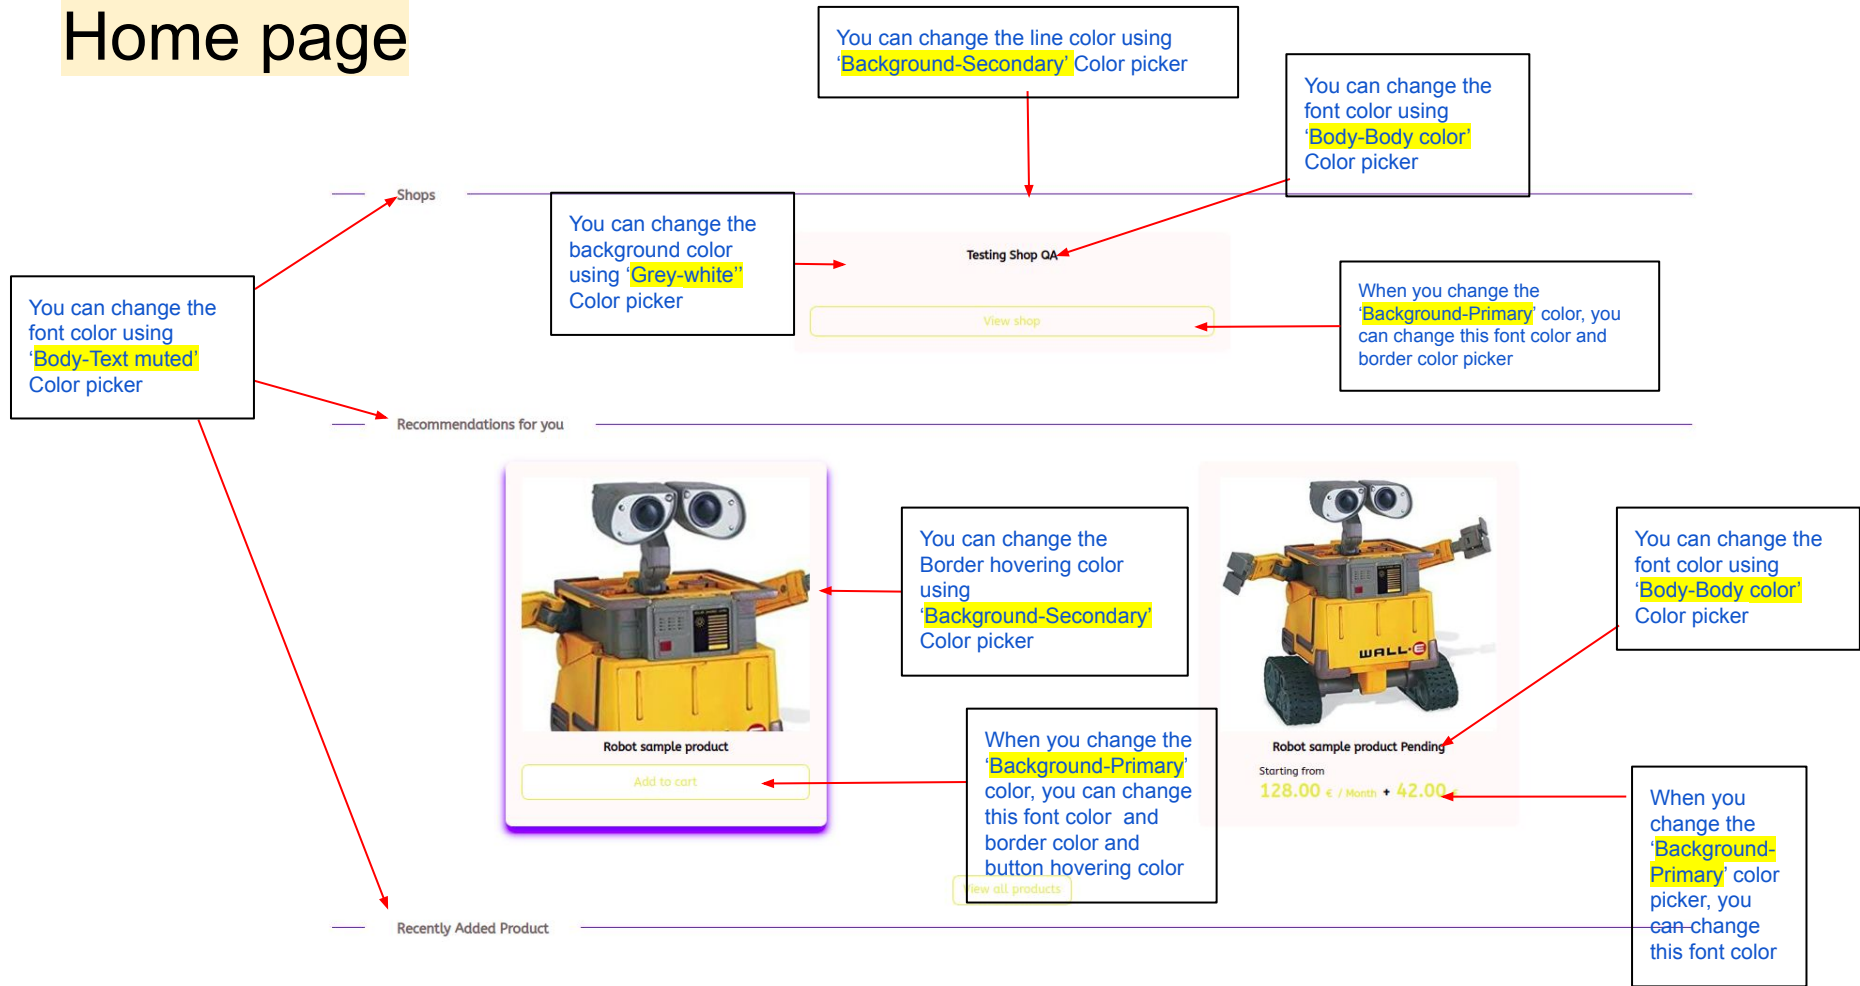 Home page
You can change the line color using
‘Background-Secondary’ Color picker
You can change the
font color using
‘Body-Body color’
Color picker
Shops
You can change the
background color
using ‘Grey-white’’
Color picker
Testing Shop QA
View shop
When you change the
‘Background-Primary’ color, you
can change this font color and
border color picker
You can change the
font color using
‘Body-Text muted’
Color picker
Recommendations for you
You can change the
Border hovering color
using
‘Background-Secondary’
Color picker
WALL·E
You can change the
font color using
‘Body-Body color’
Color picker
Robot sample product
Add to cart
When you change the
‘Background-Primary’
color, you can change
this font color  and
border color and
button hovering color
Robot sample product Pending
Starting from
128.00 € / Month + 42.00 €
When you
change the
‘Background-
Primary’ color
picker, you
can change
this font color
View all products
Recently Added Product